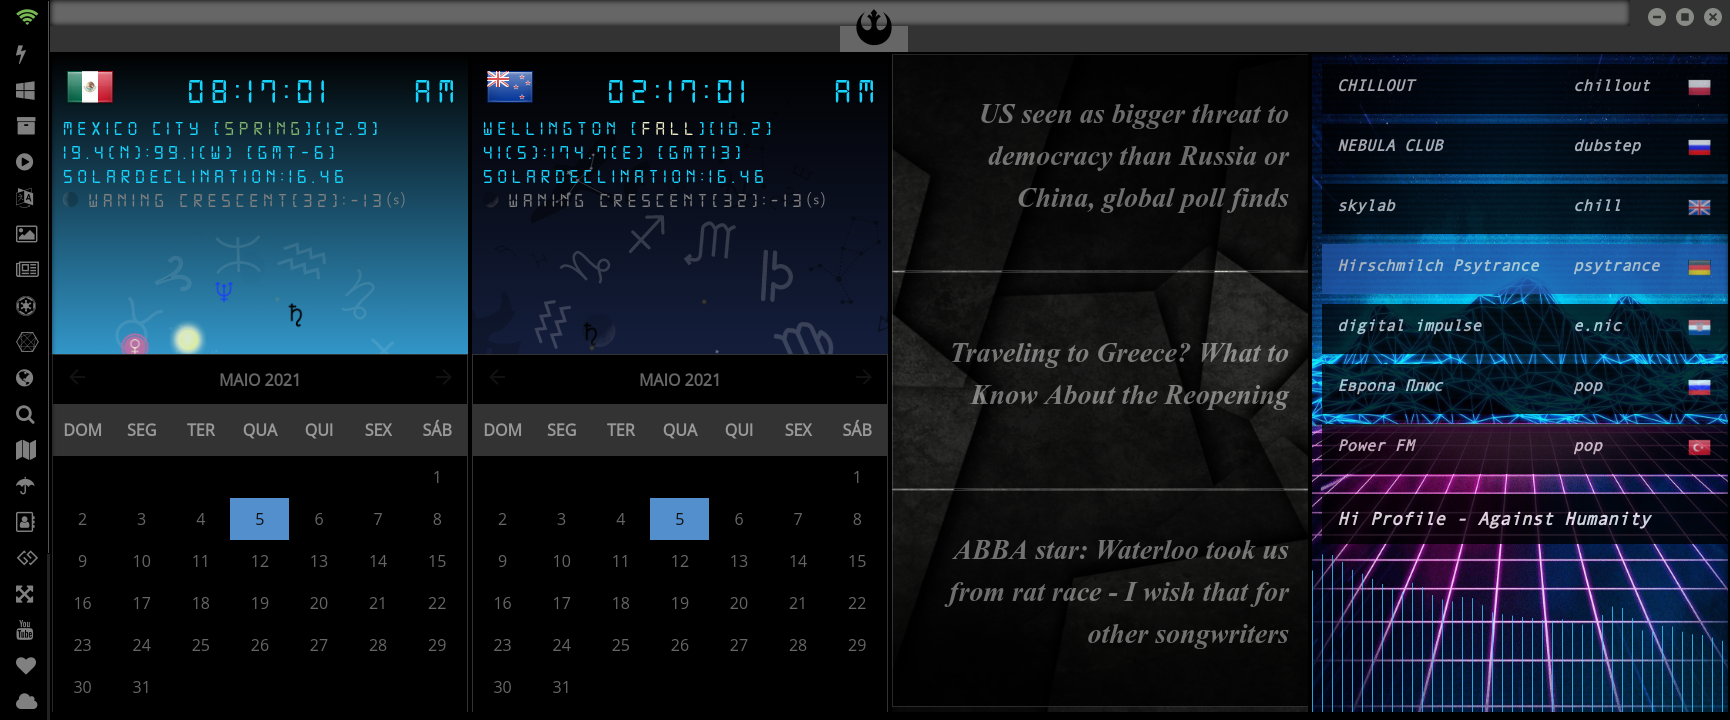 08:17:01 AM
MEXICO CITY [SPRING][12.9]
19.4(N):99.1(W) [GMT-6]
SOLARDECLINATION:16.46
WANING CRESCENT[32]:-13(s)
MAIO 2021
DOM SEG TER QUA QUI SEX SÁB
1
2 3 4 5 6 7 8
9 10 11 12 13 14 15
16 17 18 19 20 21 22
23 24 25 26 27 28 29
30 31
02:17:01 AM
WELLINGTON [FALL][10.2]
41(S):174.7(E) [GMT13]
SOLARDECLINATION:16.46
WANING CRESCENT[32]:-13(s)
MAIO 2021
DOM SEG TER QUA QUI SEX SÁB
1
2 3 4 5 6 7 8
9 10 11 12 13 14 15
16 17 18 19 20 21 22
23 24 25 26 27 28 29
30 31
US seen as bigger threat to
democracy than Russia or
China, global poll finds
Traveling to Greece? What to
Know About the Reopening
ABBA star: Waterloo took us
from rat race - I wish that for
other songwriters
CHILLOUT chillout
NEBULA CLUB dubstep
skylab chill
Hirschmilch Psytrance psytrance
digital impulse e.nic
Европа Плюс pop
Power FM pop
Hi Profile - Against Humanity
You
Tube